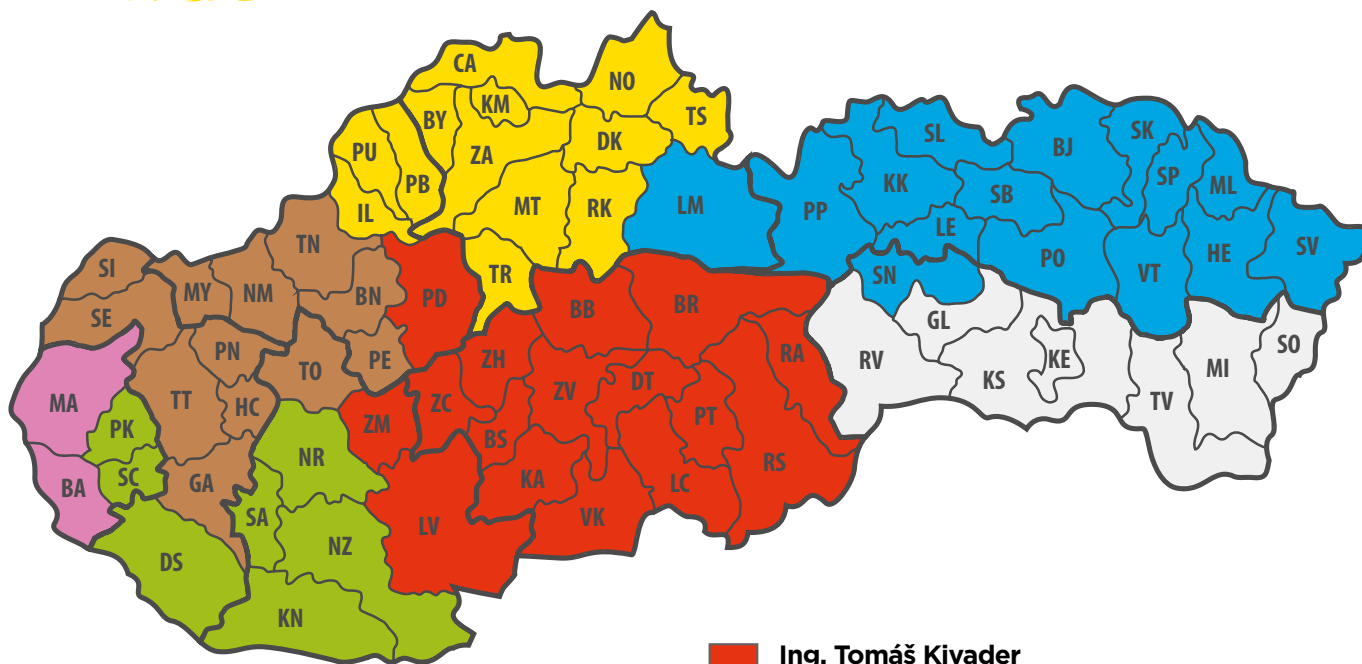 CA
NO
KM
TS
BY
PU
ZA
DK
PB
IL
MT
RK
TR
SL
SK
BJ
KK
SB
SP
ML
LM
PP
LE
PO
VT
HE
SV
SN
TN
SI
MY
NM
BN
SE
PN
TO
PE
TT
HC
GA
PD
BB
BR
ZH
RA
ZC
ZV
DT
PT
ZM
BS
KA
LC
RS
LV
VK
GL
RV
KS
KE
TV
MI
SO
MA
BA
PK
SC
NR
SA
NZ
DS
KN
Ing. Tomáš Kivader